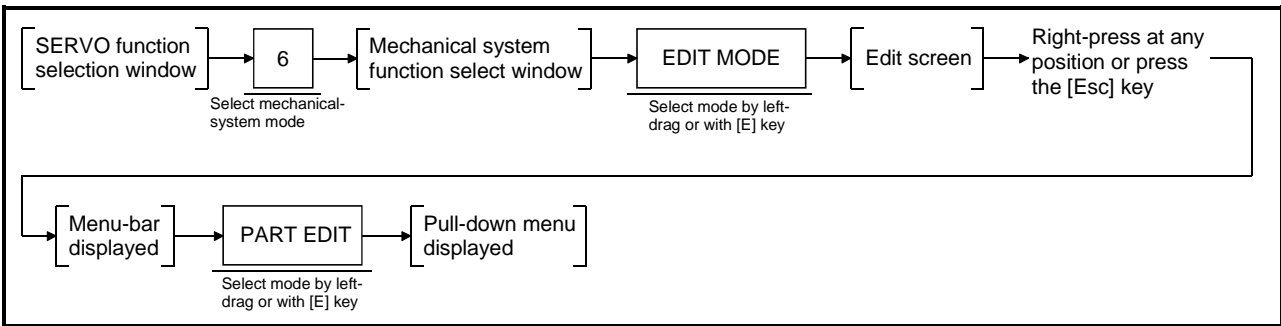 SERVO function
selection window
6
Select mechanical-
system mode
Mechanical system
function select window
EDIT MODE
Select mode by left-
drag or with [E] key
Edit screen
Right-press at any
position or press
the [Esc] key
Menu-bar
displayed
PART EDIT
Select mode by left-
drag or with [E] key
Pull-down menu
displayed